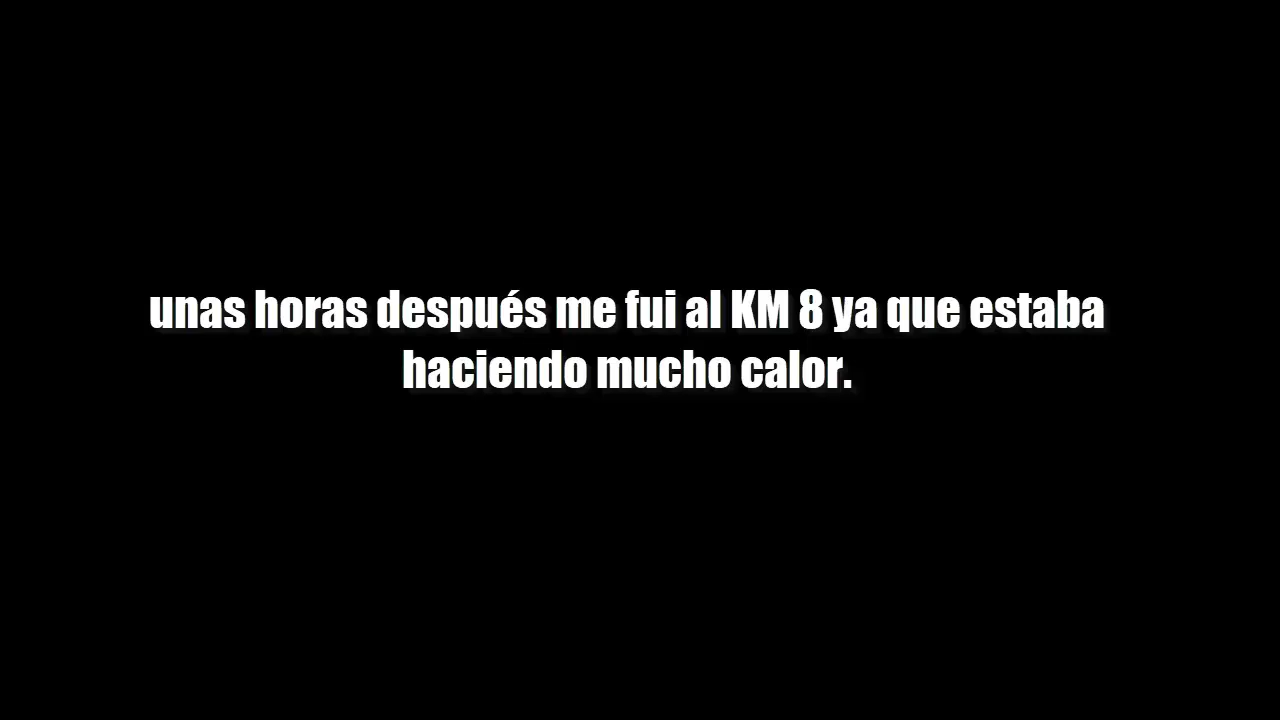 unas horas después me fui al KM 8 ya que estaba
haciendo mucho calor.